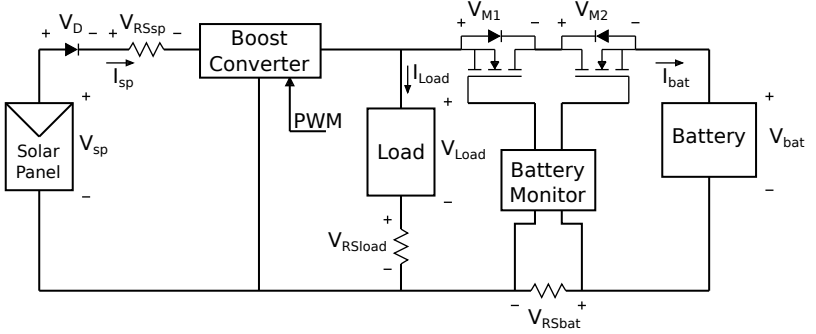 V_D
V_RSsp
V_M1
V_M2
+ −
+ −
+ −
+ −
Boost
Converter
I_sp
I_Load
I_bat
+
+
+
PWM
Solar
Panel
V_sp
Load
V_Load
Battery
V_bat
Battery
Monitor
−
−
−
+
V_RSload
−
− +
V_RSbat